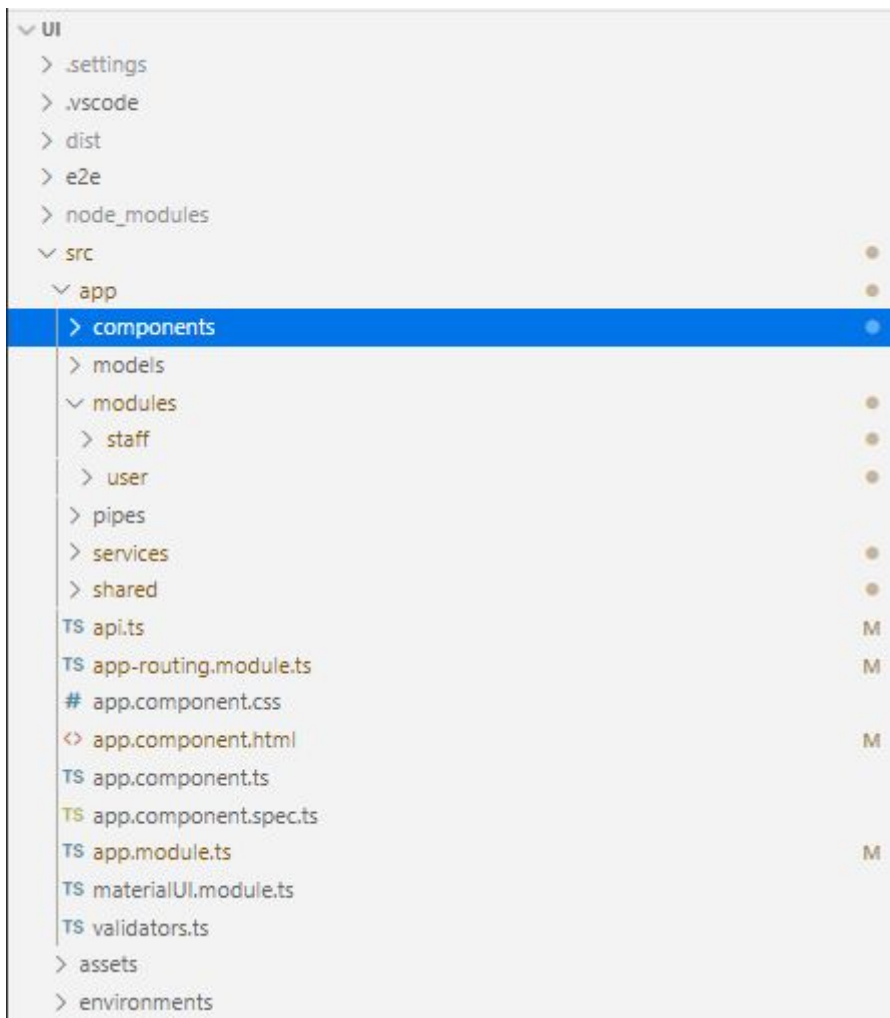 UI
.settings
.vscode
dist
e2e
node_modules
src
app
components
models
modules
staff
user
pipes
services
shared
TS api.ts M
TS app-routing.module.ts M
# app.component.css
<> app.component.html M
TS app.component.ts
TS app.component.spec.ts
TS app.module.ts M
TS materialUI.module.ts
TS validators.ts
assets
environments